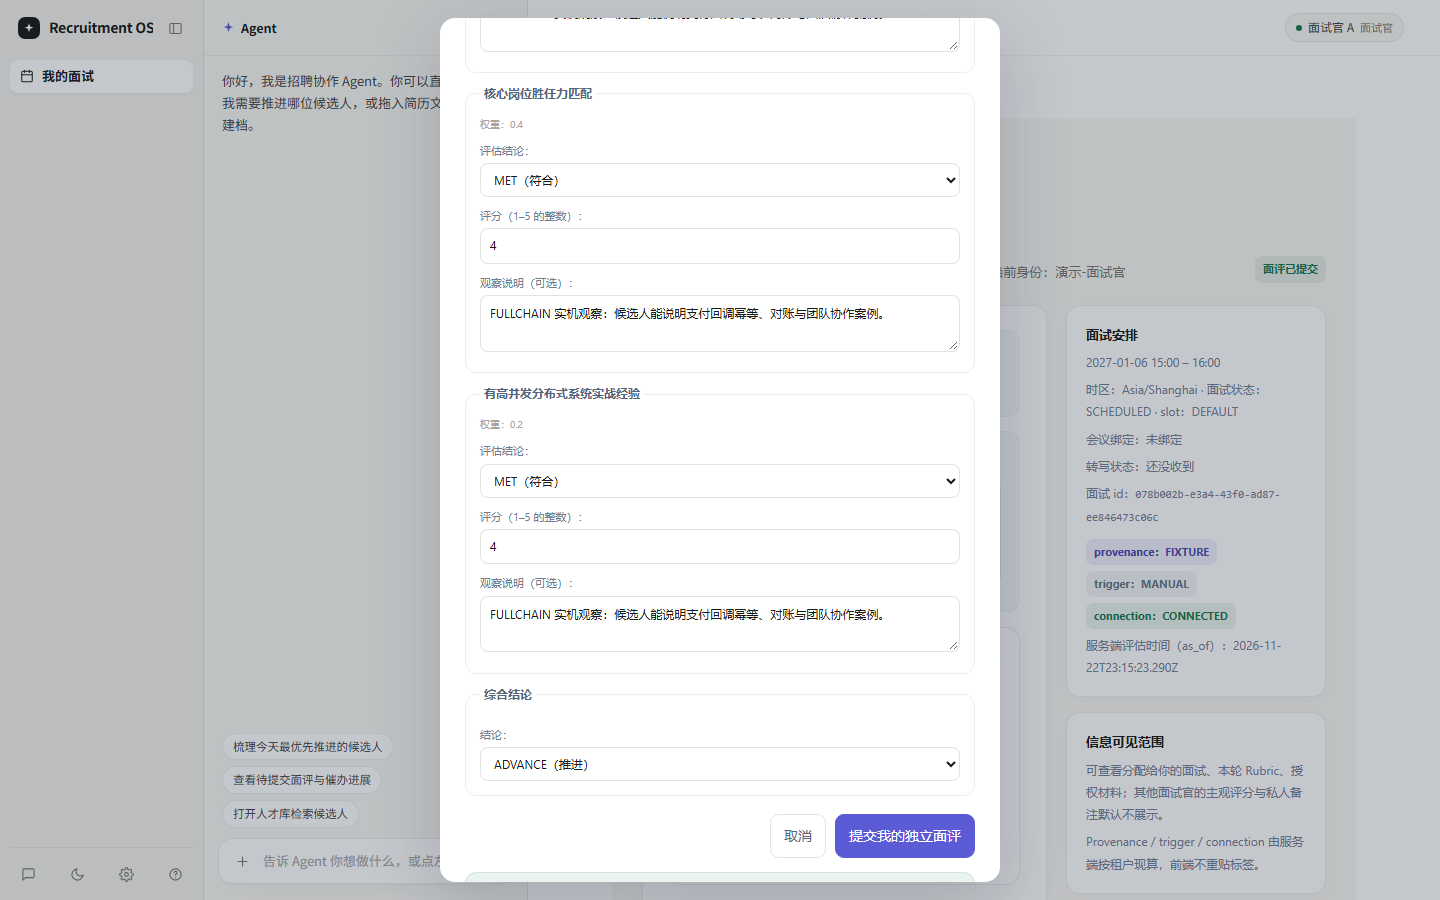 Recruitment OS
我的面试
Agent
你好，我是招聘协作 Agent。你可以直
我需要推进哪位候选人，或拖入简历文
建档。
梳理今天最优先推进的候选人
查看待提交面评与催办进展
打开人才库检索候选人
告诉 Agent 你想做什么，或点左
核心岗位胜任力匹配
权重：0.4
评估结论：
MET（符合）
评分（1–5 的整数）：
4
观察说明（可选）：
FULLCHAIN 实机观察：候选人能说明支付回调幂等、对账与团队协作案例。
有高并发分布式系统实战经验
权重：0.2
评估结论：
MET（符合）
评分（1–5 的整数）：
4
观察说明（可选）：
FULLCHAIN 实机观察：候选人能说明支付回调幂等、对账与团队协作案例。
综合结论
结论：
ADVANCE（推进）
取消
提交我的独立面评
面试官 A 面试官
前身份：演示-面试官
面评已提交
面试安排
2027-01-06 15:00 – 16:00
时区：Asia/Shanghai · 面试状态：
SCHEDULED · slot：DEFAULT
会议绑定：未绑定
转写状态：还没收到
面试 id：078b002b-e3a4-43f0-ad87-
ee846473c06c
provenance：FIXTURE
trigger：MANUAL
connection：CONNECTED
服务端评估时间（as_of）：2026-11-
22T23:15:23.290Z
信息可见范围
可查看分配给你的面试、本轮 Rubric、授
权材料；其他面试官的主观评分与私人备
注默认不展示。
Provenance / trigger / connection 由服务
端按租户现算，前端不重贴标签。